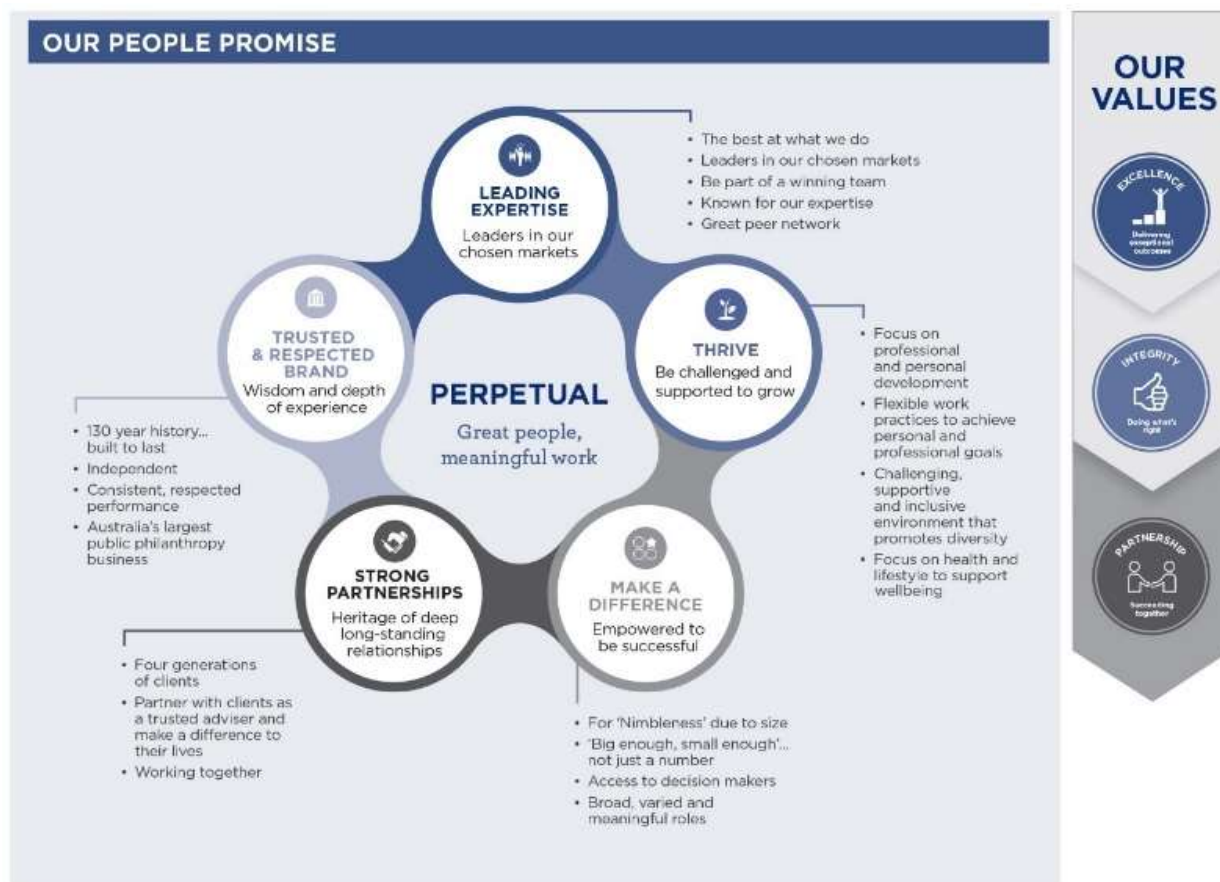 OUR PEOPLE PROMISE
LEADING
EXPERTISE
Leaders in our
chosen markets
• The best at what we do
• Leaders in our chosen markets
• Be part of a winning team
• Known for our expertise
• Great peer network
THRIVE
Be challenged and
supported to grow
• Focus on
professional
and personal
development
• Flexible work
practices to achieve
personal and
professional goals
• Challenging,
supportive
and inclusive
environment that
promotes diversity
• Focus on health and
lifestyle to support
wellbeing
TRUSTED
& RESPECTED
BRAND
Wisdom and depth
of experience
• 130 year history...
built to last
• Independent
• Consistent, respected
performance
• Australia's largest
public philanthropy
business
PERPETUAL
Great people,
meaningful work
STRONG
PARTNERSHIPS
Heritage of deep
long-standing
relationships
• Four generations
of clients
• Partner with clients as
a trusted adviser and
make a difference to
their lives
• Working together
MAKE A
DIFFERENCE
Empowered to
be successful
• For 'Nimbleness' due to size
• 'Big enough, small enough'...
not just a number
• Access to decision makers
• Broad, varied and
meaningful roles
OUR
VALUES
EXCELLENCE
Delivering
exceptional
outcomes
INTEGRITY
Doing what's
right
PARTNERSHIP
Succeeding
together